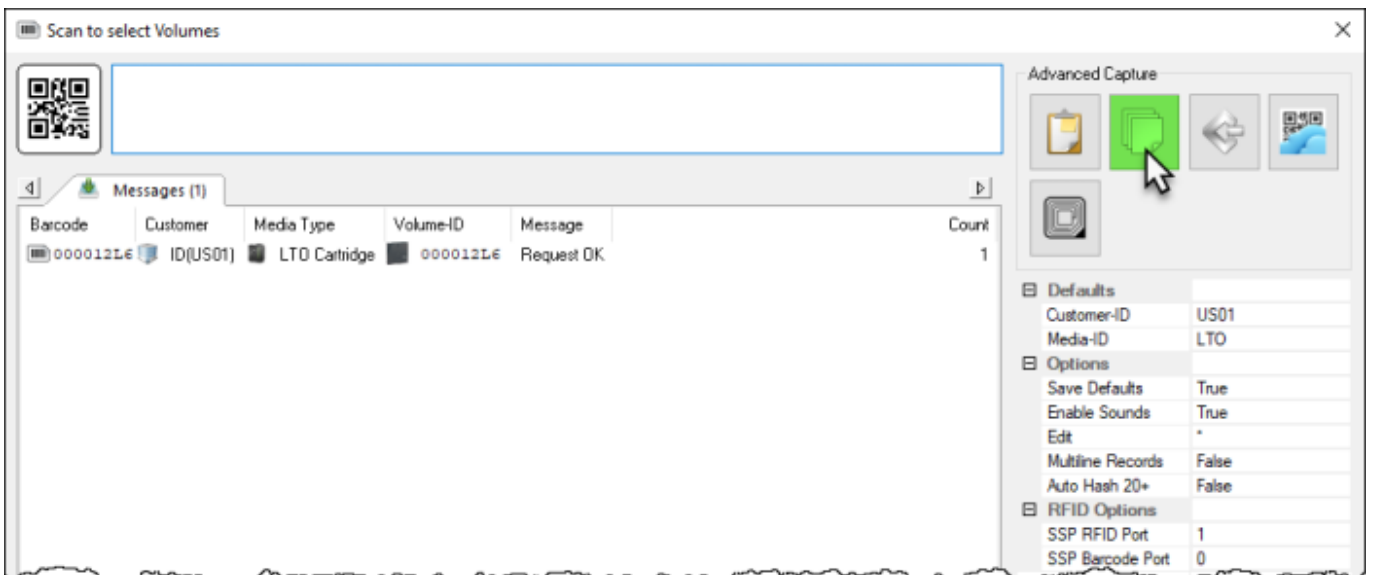 Scan to select Volumes
Advanced Capture
Messages (1)
Barcode Customer Media Type Volume-ID Message Count
000012L6 ID(US01) LTO Cartridge 000012L6 Request OK 1
Defaults
Customer-ID US01
Media-ID LTO
Options
Save Defaults True
Enable Sounds True
Edit *
Multiline Records False
Auto Hash 20+ False
RFID Options
SSP RFID Port 1
SSP Barcode Port 0